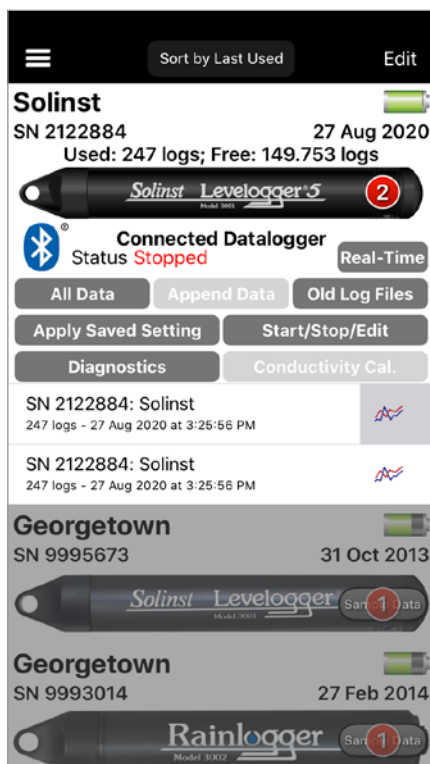 Sort by Last Used Edit
Solinst
SN 2122884 27 Aug 2020
Used: 247 logs; Free: 149.753 logs
Solinst Levelogger® 5 2
Model 3001
® Connected Datalogger
Status Stopped Real-Time
All Data Append Data Old Log Files
Apply Saved Setting Start/Stop/Edit
Diagnostics Conductivity Cal.
SN 2122884: Solinst
247 logs - 27 Aug 2020 at 3:25:56 PM
SN 2122884: Solinst
247 logs - 27 Aug 2020 at 3:25:56 PM
Georgetown
SN 9995673 31 Oct 2013
Solinst Levelogger Sample Data 1
Model 3001
Georgetown
SN 9993014 27 Feb 2014
Rainlogger Sample Data 1
Model 3002